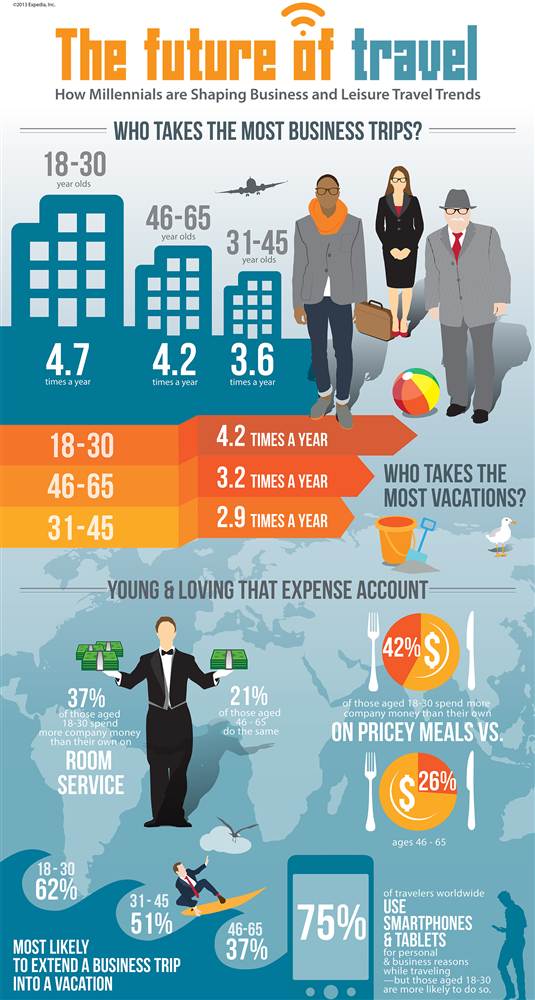 ©2013 Expedia, Inc.
The future of travel
How Millennials are Shaping Business and Leisure Travel Trends
WHO TAKES THE MOST BUSINESS TRIPS?
18-30
year olds
46-65
year olds
31-45
year olds
4.7
times a year
4.2
times a year
3.6
times a year
18-30
4.2 TIMES A YEAR
46-65
3.2 TIMES A YEAR
31-45
2.9 TIMES A YEAR
WHO TAKES THE
MOST VACATIONS?
YOUNG & LOVING THAT EXPENSE ACCOUNT
37%
of those aged
18-30 spend
more company money
than their own on
ROOM
SERVICE
21%
of those aged
46 - 65
do the same
42%
$
of those aged 18-30 spend more
company money than their own
ON PRICEY MEALS VS.
$
26%
ages 46 - 65
18 - 30
62%
31 - 45
51%
46-65
37%
MOST LIKELY
TO EXTEND A BUSINESS TRIP
INTO A VACATION
75%
of travelers worldwide
USE
SMARTPHONES
& TABLETS
for personal
& business reasons
while traveling
—but those aged 18-30
are more likely to do so.